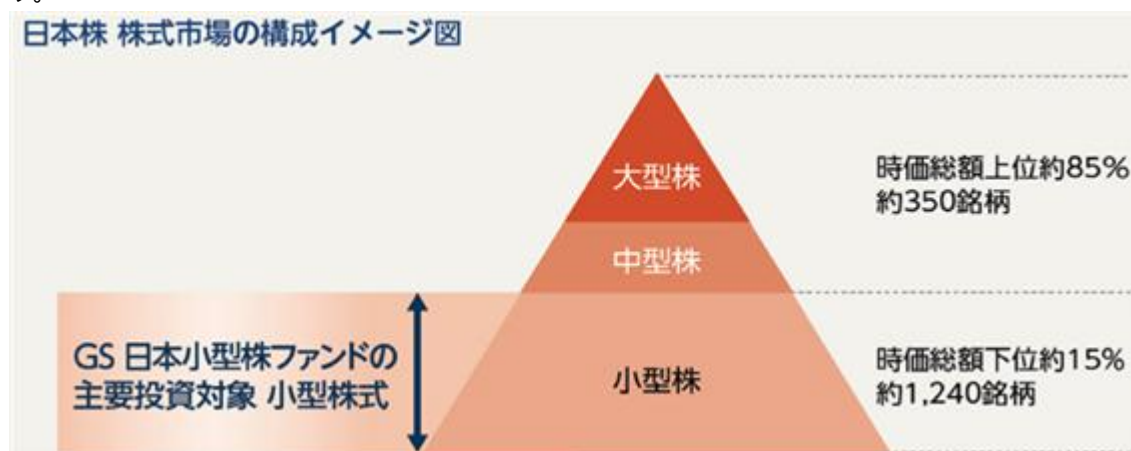 す。
日本株 株式市場の構成イメージ図
大型株
時価総額上位約85%
約350銘柄
中型株
GS 日本小型株ファンドの
主要投資対象 小型株式
小型株
時価総額下位約15%
約1,240銘柄